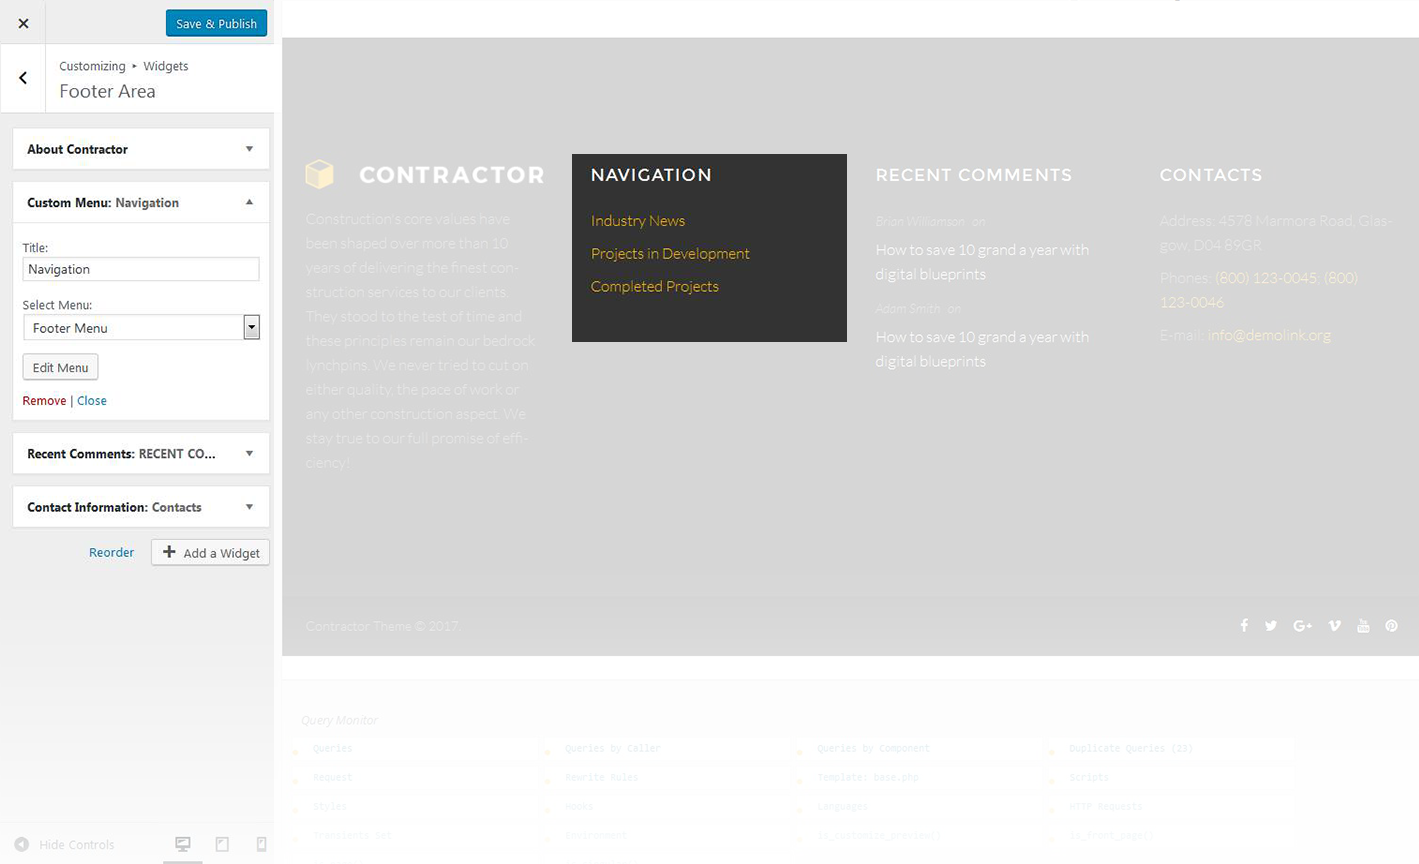 Save & Publish
Customizing ▸ Widgets
Footer Area
About Contractor
Custom Menu: Navigation
Title:
Navigation
Select Menu:
Footer Menu
Edit Menu
Remove | Close
Recent Comments: RECENT CO...
Contact Information: Contacts
Reorder
Add a Widget
Hide Controls
CONTRACTOR
Construction's core values have
been shaped over more than 10
years of delivering the finest con-
struction services to our clients.
They stood to the test of time and
these principles remain our bedrock
lynchpins. We never tried to cut on
either quality, the pace of work or
any other construction aspect. We
stay true to our full promise of effi-
ciency!
NAVIGATION
Industry News
Projects in Development
Completed Projects
RECENT COMMENTS
Brian Williamson on
How to save 10 grand a year with
digital blueprints
Adam Smith on
How to save 10 grand a year with
digital blueprints
CONTACTS
Address: 4578 Marmora Road, Glas-
gow, D04 89GR
Phones: (800) 123-0045; (800)
123-0046
E-mail: info@demolink.org
Contractor Theme © 2017.
Query Monitor
Queries
Queries by Caller
Queries by Component
Duplicate Queries (23)
Request
Rewrite Rules
Template: base.php
Scripts
Styles
Hooks
Languages
HTTP Requests
Transients Set
Environment
is_customize_preview()
is_front_page()